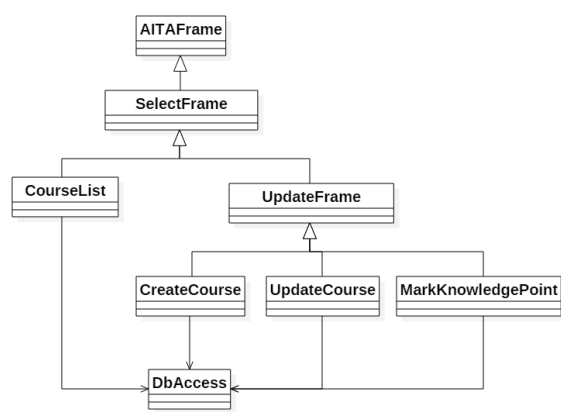 AITAFrame
SelectFrame
CourseList
UpdateFrame
CreateCourse
UpdateCourse
MarkKnowledgePoint
DbAccess